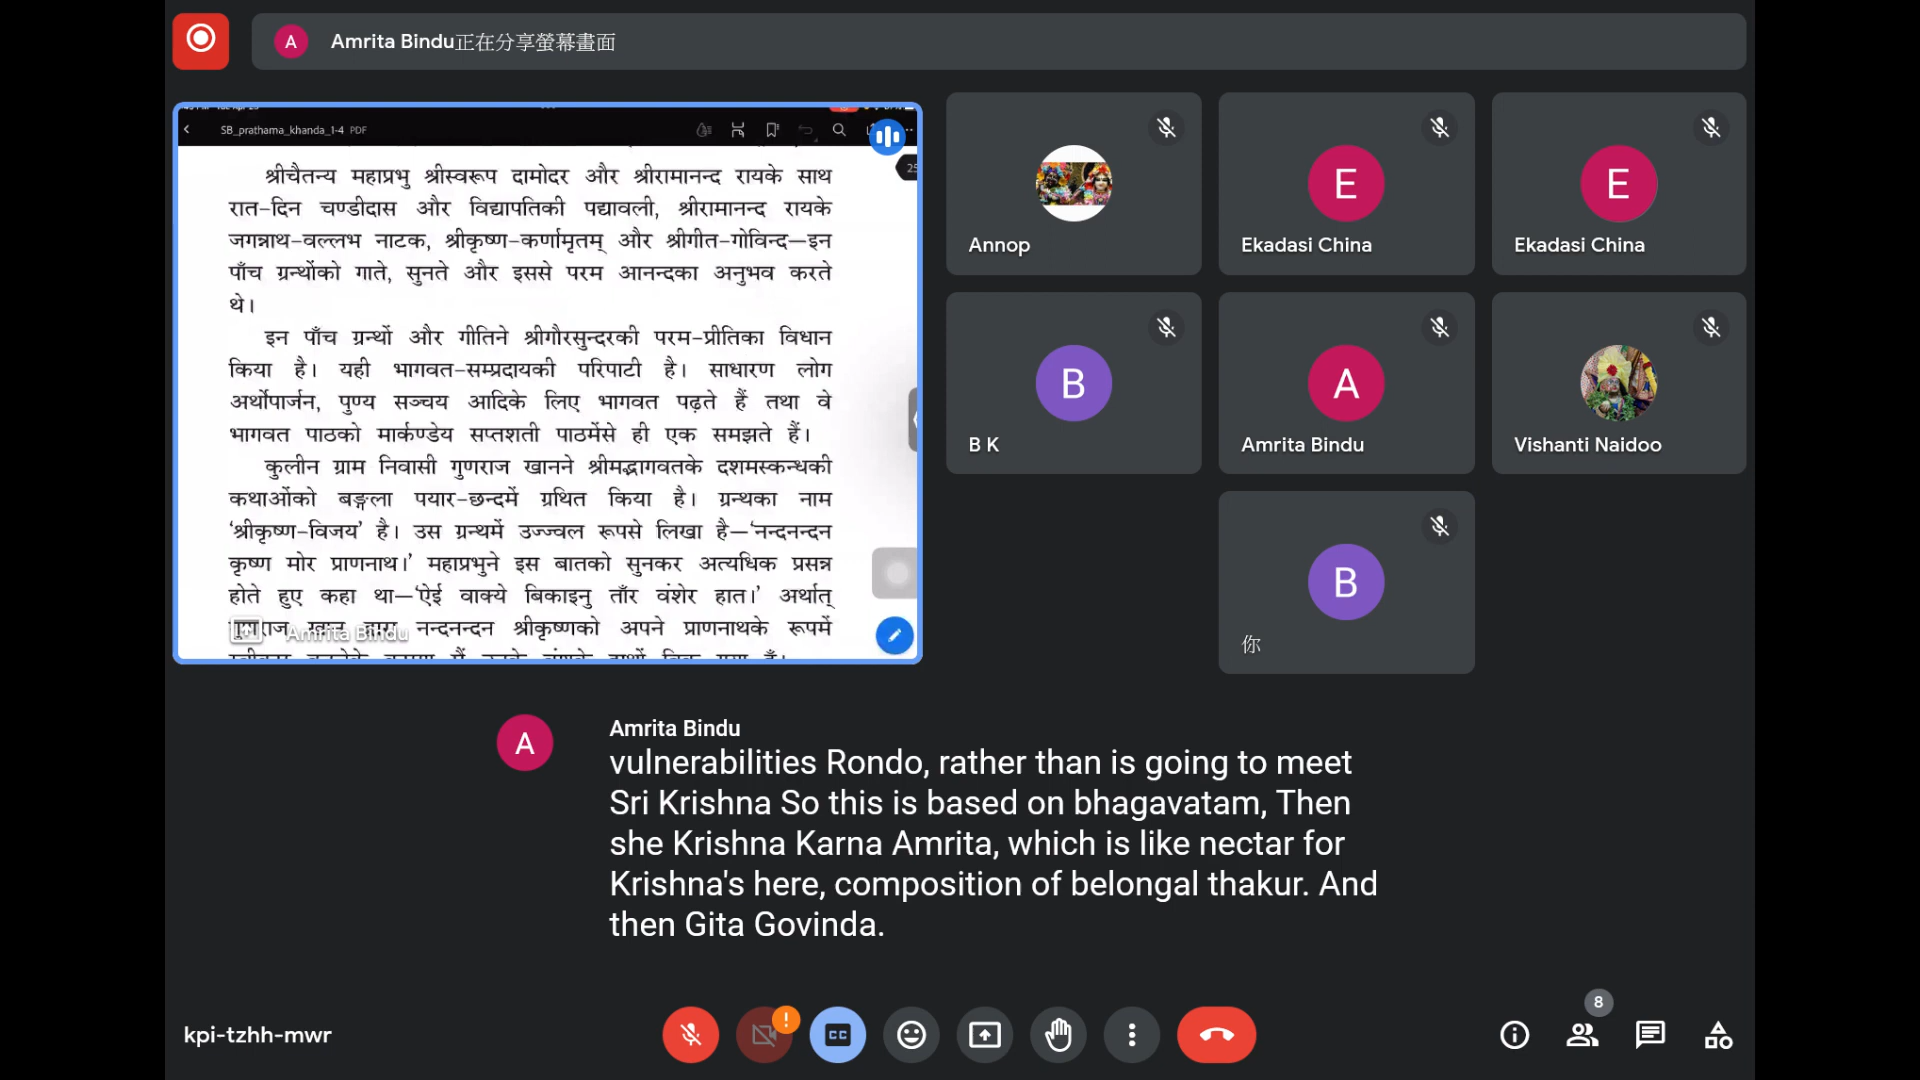 A Amrita Bindu正在分享螢幕畫面
SB_prathama_khanda_1-4 PDF
25
श्रीचैतन्य महाप्रभु श्रीस्वरूप दामोदर और श्रीरामानन्द रायके साथ
रात-दिन चण्डीदास और विद्यापतिकी पद्यावली, श्रीरामानन्द रायके
जगन्नाथ-वल्लभ नाटक, श्रीकृष्ण-कर्णामृतम् और श्रीगीत-गोविन्द—इन
पाँच ग्रन्थोंको गाते, सुनते और इससे परम आनन्दका अनुभव करते
थे।
इन पाँच ग्रन्थों और गीतिने श्रीगौरसुन्दरकी परम-प्रीतिका विधान
किया है। यही भागवत-सम्प्रदायकी परिपाटी है। साधारण लोग
अर्थोपार्जन, पुण्य सञ्चय आदिके लिए भागवत पढ़ते हैं तथा वे
भागवत पाठको मार्कण्डेय सप्तशती पाठमेंसे ही एक समझते हैं।
कुलीन ग्राम निवासी गुणराज खानने श्रीमद्भागवतके दशमस्कन्धकी
कथाओंको बङ्गला पयार-छन्दमें ग्रथित किया है। ग्रन्थका नाम
‘श्रीकृष्ण-विजय’ है। उस ग्रन्थमें उज्ज्वल रूपसे लिखा है—‘नन्दनन्दन
कृष्ण मोर प्राणनाथ।’ महाप्रभुने इस बातको सुनकर अत्यधिक प्रसन्न
होते हुए कहा था—‘ऐई वाक्ये बिकाइनु ताँर वंशेर हात।’ अर्थात्
गुणराज खान द्वारा नन्दनन्दन श्रीकृष्णको अपने प्राणनाथके रूपमें
Amrita Bindu
Annop
E
Ekadasi China
E
Ekadasi China
B
B K
A
Amrita Bindu
Vishanti Naidoo
B
你
A
Amrita Bindu
vulnerabilities Rondo, rather than is going to meet
Sri Krishna So this is based on bhagavatam, Then
she Krishna Karna Amrita, which is like nectar for
Krishna's here, composition of belongal thakur. And
then Gita Govinda.
kpi-tzhh-mwr
!
CC
8